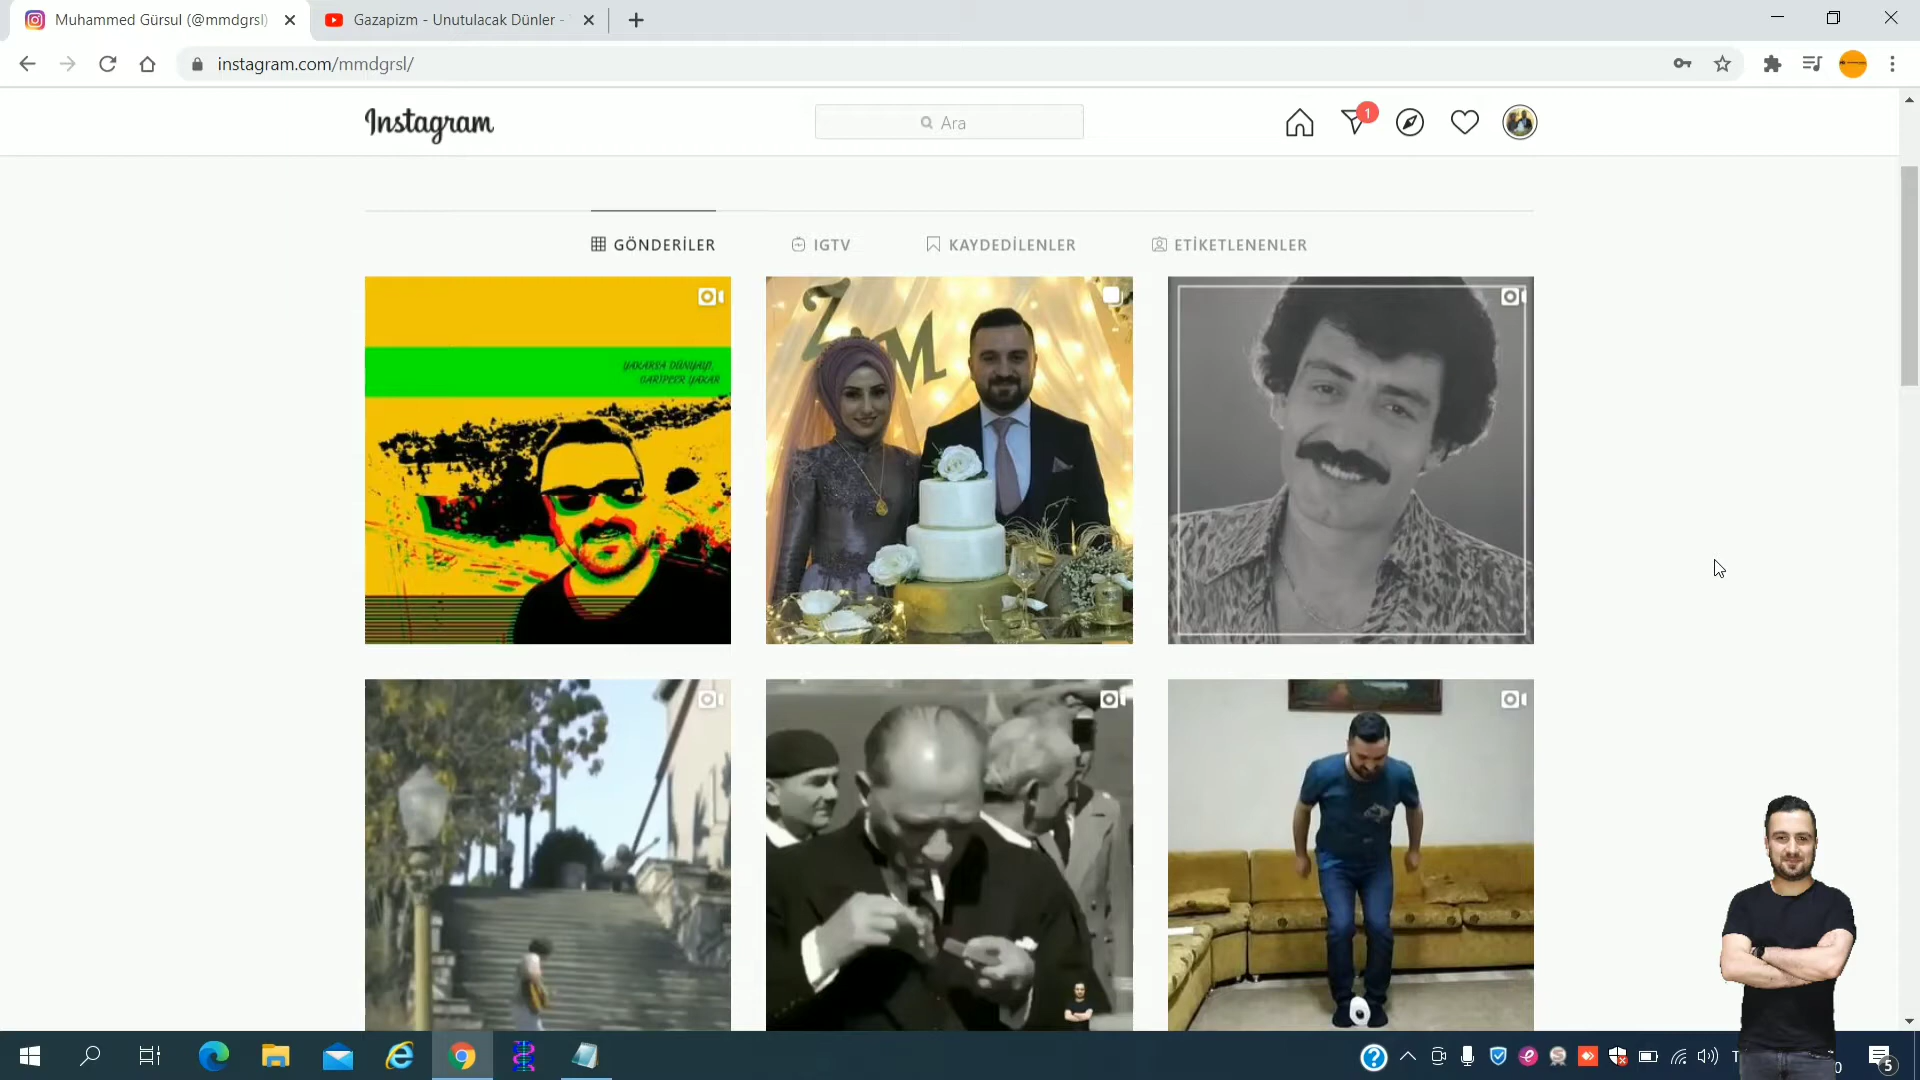 Muhammed Gürsul (@mmdgrsl)
Gazapizm - Unutulacak Dünler -
instagram.com/mmdgrsl/
Instagram
Ara
1
GÖNDERİLER
IGTV
KAYDEDİLENLER
ETİKETLENENLER
YAKARSA DÜNYAYI,
GARİPLER YAKAR
Z
M
5